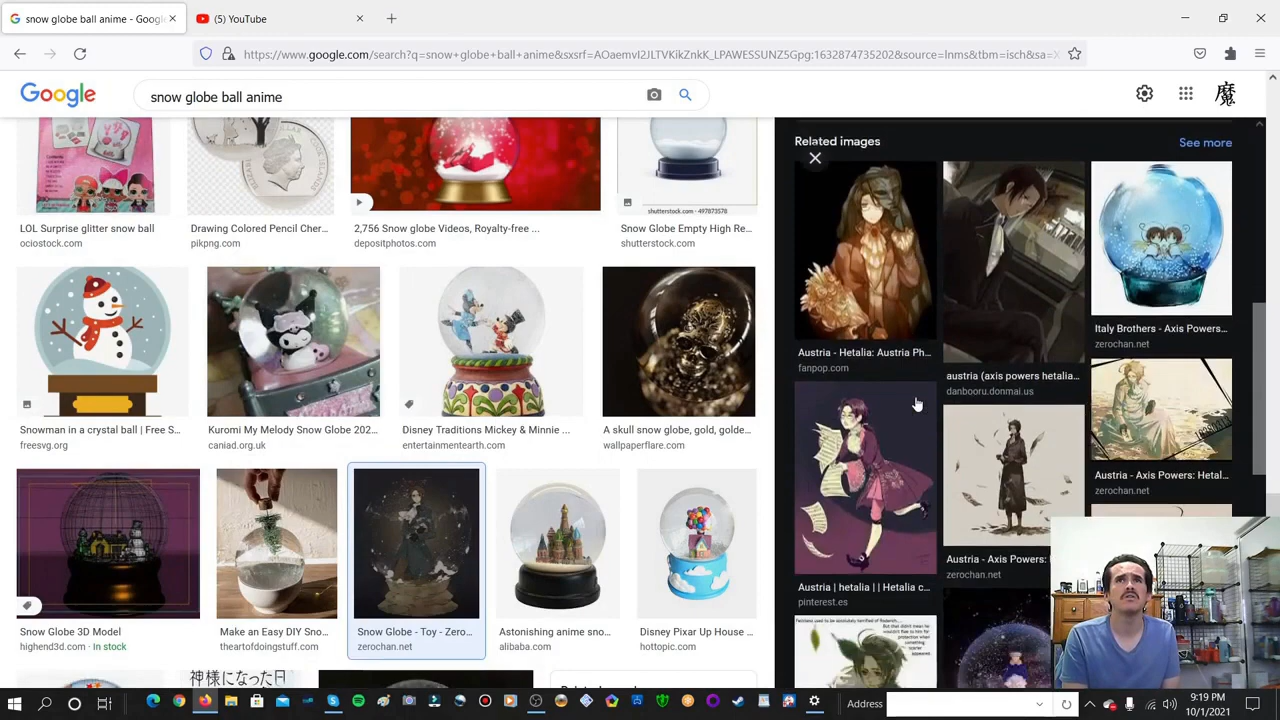 snow globe ball anime - Googl
(5) YouTube
https://www.google.com/search?q=snow+globe+ball+anime&sxsrf=AOaemvI2JLTVKikZnkK_LPAWESSUNZ5Gpg:1632874735202&source=lnms&tbm=isch&sa=X
Google
snow globe ball anime
魔
LOL Surprise glitter snow ball
ociostock.com
Drawing Colored Pencil Cher...
pikpng.com
2,756 Snow globe Videos, Royalty-free ...
depositphotos.com
shutterstock.com · 497873578
Snow Globe Empty High Re...
shutterstock.com
Snowman in a crystal ball | Free S...
freesvg.org
Kuromi My Melody Snow Globe 202...
caniad.org.uk
Disney Traditions Mickey & Minnie ...
entertainmentearth.com
A skull snow globe, gold, golde...
wallpaperflare.com
Snow Globe 3D Model
highend3d.com · In stock
Make an Easy DIY Sno...
theartofdoingstuff.com
Snow Globe - Toy - Zero...
zerochan.net
Astonishing anime sno...
alibaba.com
Disney Pixar Up House ...
hottopic.com
神様になった日
Related images
See more
Austria - Hetalia: Austria Ph...
fanpop.com
austria (axis powers hetalia...
danbooru.donmai.us
Italy Brothers - Axis Powers...
zerochan.net
Austria - Axis Powers: Hetal...
zerochan.net
Austria | hetalia | | Hetalia c...
pinterest.es
Austria - Axis Powers:
zerochan.net
Address
9:19 PM
10/1/2021